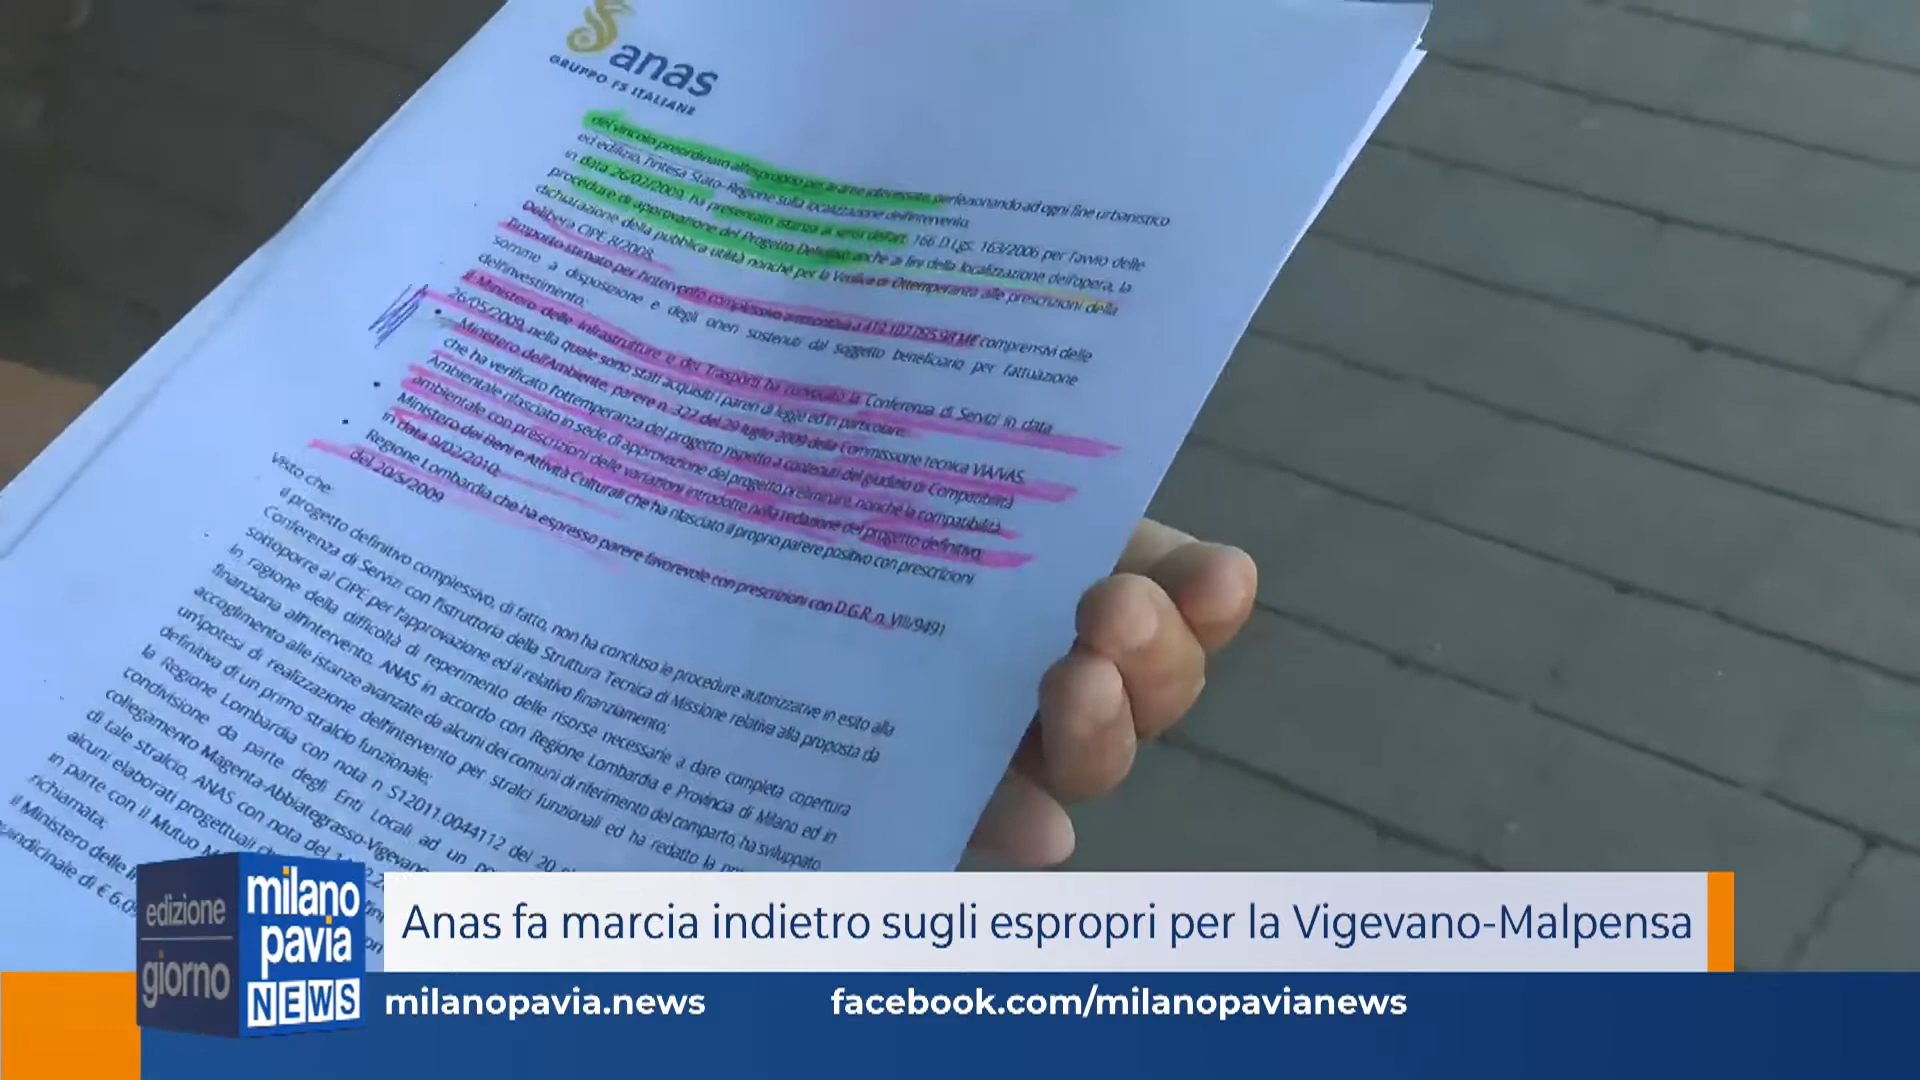 anas
GRUPPO FS ITALIANE
del vincolo preordinato all'esproprio per le aree interessate, perfezionando ad ogni fine urbanistico
ed edilizio, l'intesa Stato-Regione sulla localizzazione dell'intervento;
in data 26/02/2009, ha presentato istanza ai sensi dell'art. 166 D.Lgs. 163/2006 per l'avvio delle
procedure di approvazione del Progetto Definitivo anche ai fini della localizzazione dell'opera, la
dichiarazione della pubblica utilità nonché per la Verifica di Ottemperanza alle prescrizioni della
Delibera CIPE 8/2008.
l'importo stimato per l'intervento complessivo ammontava a 419.107.095,98 M€ comprensivi delle
somme a disposizione e degli oneri sostenuti dal soggetto beneficiario per l'attuazione
dell'investimento;
il Ministero delle Infrastrutture e dei Trasporti ha convocato la Conferenza di Servizi in data
26/05/2009, nella quale sono stati acquisiti i pareri di legge ed in particolare:
• Ministero dell'Ambiente, parere n. 322 del 29 luglio 2009 della Commissione tecnica VIA/VAS,
che ha verificato l'ottemperanza del progetto rispetto a contenuti del giudizio di Compatibilità
Ambientale rilasciato in sede di approvazione del progetto preliminare, nonché la compatibilità
ambientale con prescrizioni delle variazioni introdotte nella redazione del progetto definitivo;
• Ministero dei Beni e Attività Culturali che ha rilasciato il proprio parere positivo con prescrizioni
in data 9/02/2010;
• Regione Lombardia che ha espresso parere favorevole con prescrizioni con D.G.R. n. VIII/9491
del 20/5/2009
visto che:
il progetto definitivo complessivo, di fatto, non ha concluso le procedure autorizzative in esito alla
Conferenza di Servizi con l'istruttoria della Struttura Tecnica di Missione relativa alla proposta da
sottoporre al CIPE per l'approvazione ed il relativo finanziamento;
in ragione della difficoltà di reperimento delle risorse necessarie a dare completa copertura
finanziaria all'intervento, ANAS in accordo con Regione Lombardia e Provincia di Milano ed in
accoglimento alle istanze avanzate da alcuni dei comuni di riferimento del comparto, ha sviluppato
un'ipotesi di realizzazione dell'intervento per stralci funzionali ed ha redatto la
definitiva di un primo stralcio funzionale;
la Regione Lombardia con nota n S12011.0044112 del 20
condivisione da parte degli Enti Locali ad un
collegamento Magenta-Abbiategrasso-Vigevano
di tale stralcio, ANAS con nota del
alcuni elaborati progettuali
in parte con il Mutuo
richiamata;
il Ministero delle
quindicinale di € 6.0
edizione
giorno
milano
pavia
NEWS
Anas fa marcia indietro sugli espropri per la Vigevano-Malpensa
milanopavia.news facebook.com/milanopavianews